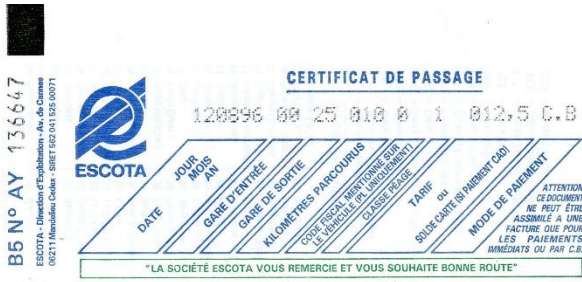 B5 N° AY 136647
ESCOTA - Direction d'Exploitation - Av. de Cannes
06211 Mandelieu Cedex - SIRET 562 041 525 00071
ESCOTA
CERTIFICAT DE PASSAGE
120896 00 25 010 0 1 012,5 C.B
DATE
JOUR
MOIS
AN
GARE D'ENTRÉE
GARE DE SORTIE
KILOMÈTRES PARCOURUS
CODE FISCAL MENTIONNÉ SUR
LE VÉHICULE (PL UNIQUEMENT)
CLASSE PÉAGE
TARIF
OU
SOLDE CARTE (SI PAIEMENT CAD)
MODE DE PAIEMENT
ATTENTION
CE DOCUMENT
NE PEUT ÊTRE
ASSIMILÉ A UNE
FACTURE QUE POUR
LES PAIEMENTS
IMMÉDIATS OU PAR C.B.
"LA SOCIÉTÉ ESCOTA VOUS REMERCIE ET VOUS SOUHAITE BONNE ROUTE"